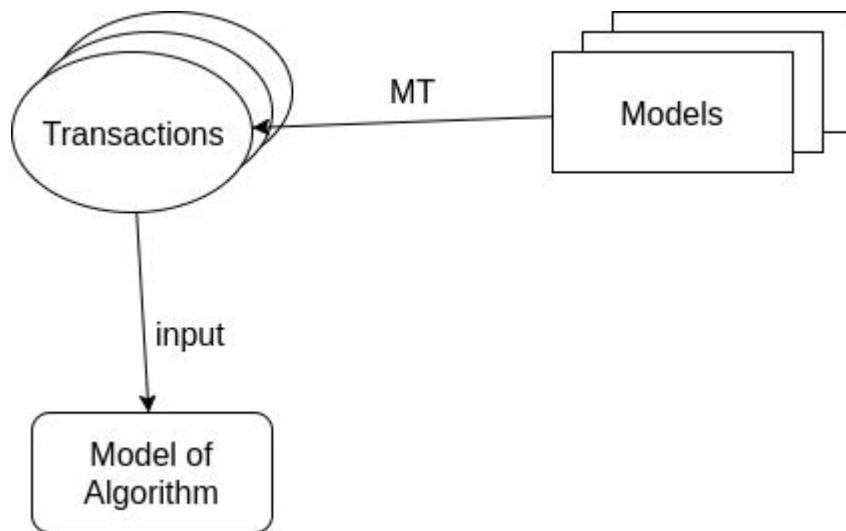 MT
Models
Transactions
input
Model of
Algorithm